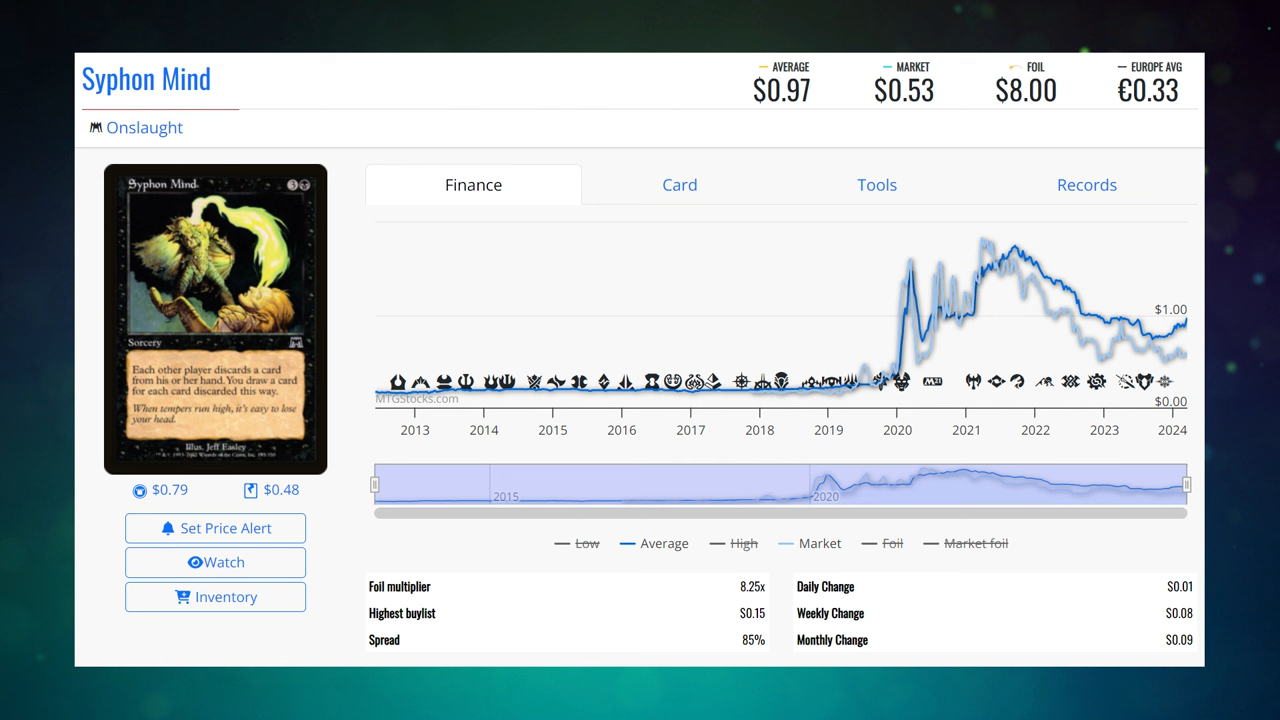 Syphon Mind
AVERAGE
$0.97
MARKET
$0.53
FOIL
$8.00
EUROPE AVG
€0.33
Onslaught
Syphon Mind
3
Sorcery
Each other player discards a card
from his or her hand. You draw a card
for each card discarded this way.
When tempers run high, it's easy to lose
your head.
Illus. Jeff Easley
$0.79
$0.48
Set Price Alert
Watch
Inventory
Finance
Card
Tools
Records
$1.00
$0.00
MTGStocks.com
2013 2014 2015 2016 2017 2018 2019 2020 2021 2022 2023 2024
2015 2020
Low Average High Market Foil Market foil
Foil multiplier 8.25x
Highest buylist $0.15
Spread 85%
Daily Change $0.01
Weekly Change $0.08
Monthly Change $0.09